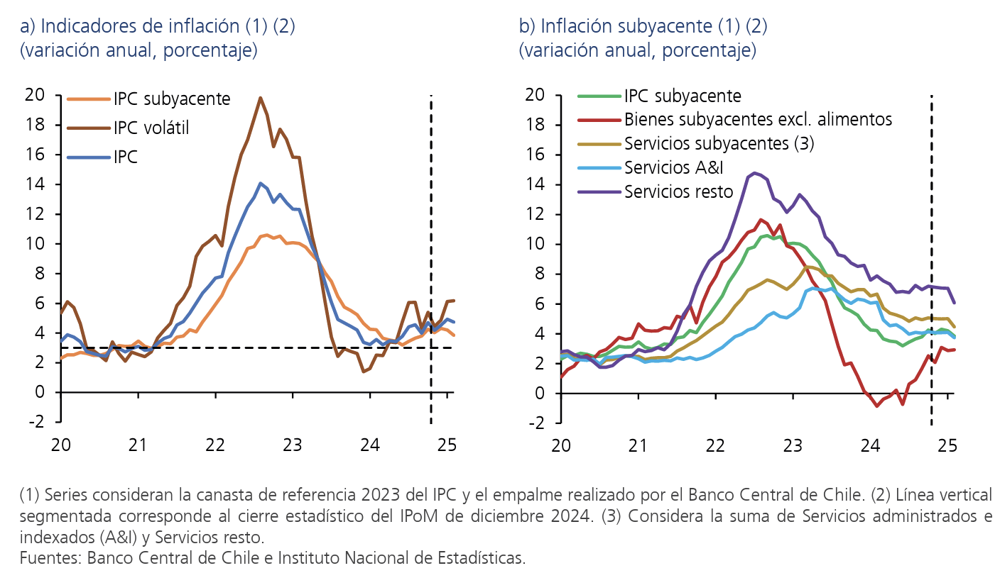 a) Indicadores de inflación (1) (2)
(variación anual, porcentaje)
20
18
16
14
12
10
8
6
4
2
0
-2
IPC subyacente
IPC volátil
IPC
20 21 22 23 24 25
b) Inflación subyacente (1) (2)
(variación anual, porcentaje)
20
18
16
14
12
10
8
6
4
2
0
-2
IPC subyacente
Bienes subyacentes excl. alimentos
Servicios subyacentes (3)
Servicios A&I
Servicios resto
20 21 22 23 24 25
(1) Series consideran la canasta de referencia 2023 del IPC y el empalme realizado por el Banco Central de Chile. (2) Línea vertical
segmentada corresponde al cierre estadístico del IPoM de diciembre 2024. (3) Considera la suma de Servicios administrados e
indexados (A&I) y Servicios resto.
Fuentes: Banco Central de Chile e Instituto Nacional de Estadísticas.